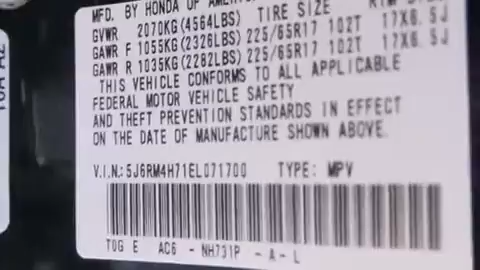 MFD. BY HONDA OF AMER
TIRE SIZE
GVWR 2070KG(4564LBS)
GAWR F 1055KG(2326LBS) 225/65R17 102T 17X6.5J
GAWR R 1035KG(2282LBS) 225/65R17 102T 17X6.5J
THIS VEHICLE CONFORMS TO ALL APPLICABLE
FEDERAL MOTOR VEHICLE SAFETY
AND THEFT PREVENTION STANDARDS IN EFFECT
ON THE DATE OF MANUFACTURE SHOWN ABOVE.
V.I.N.:5J6RM4H71EL071700 TYPE: MPV
T0G E AC6 - NH731P - A - L